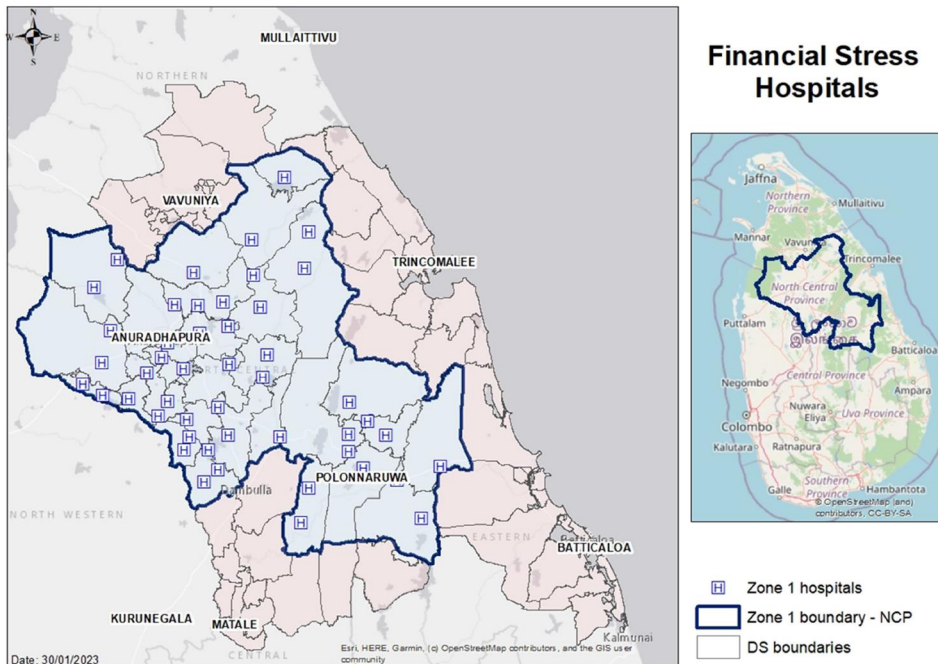 MULLAITTIVU
N
W
E
S
NORTHERN
VAVUNIYA
TRINCOMALEE
ANURADHAPURA
NORTH CENTRAL
POLONNARUWA
Dambulla
NORTH WESTERN
EASTERN
BATTICALOA
KURUNEGALA
MATALE
CENTRAL
Kalmunai
Date: 30/01/2023
Esri, HERE, Garmin, (c) OpenStreetMap contributors, and the GIS user
community
Financial Stress
Hospitals
Jaffna
Northern
Province
Mullaitivu
Mannar
Trincomalee
North Central
Province
Puttalam
Batticaloa
Central Province
Negombo
Ampara
Nuwara
Eliya
Uva Province
Colombo
Kalutara
Ratnapura
Southern
Province
Galle
Hambantota
© OpenStreetMap (and)
contributors, CC-BY-SA
H Zone 1 hospitals
Zone 1 boundary - NCP
DS boundaries